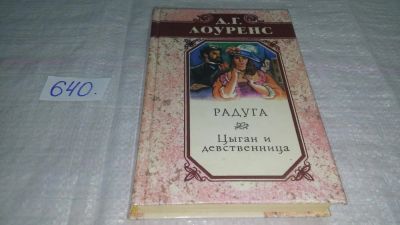 640.
Д.Г.
ЛОУРЕНС
РАДУГА
Цыган и
девственница